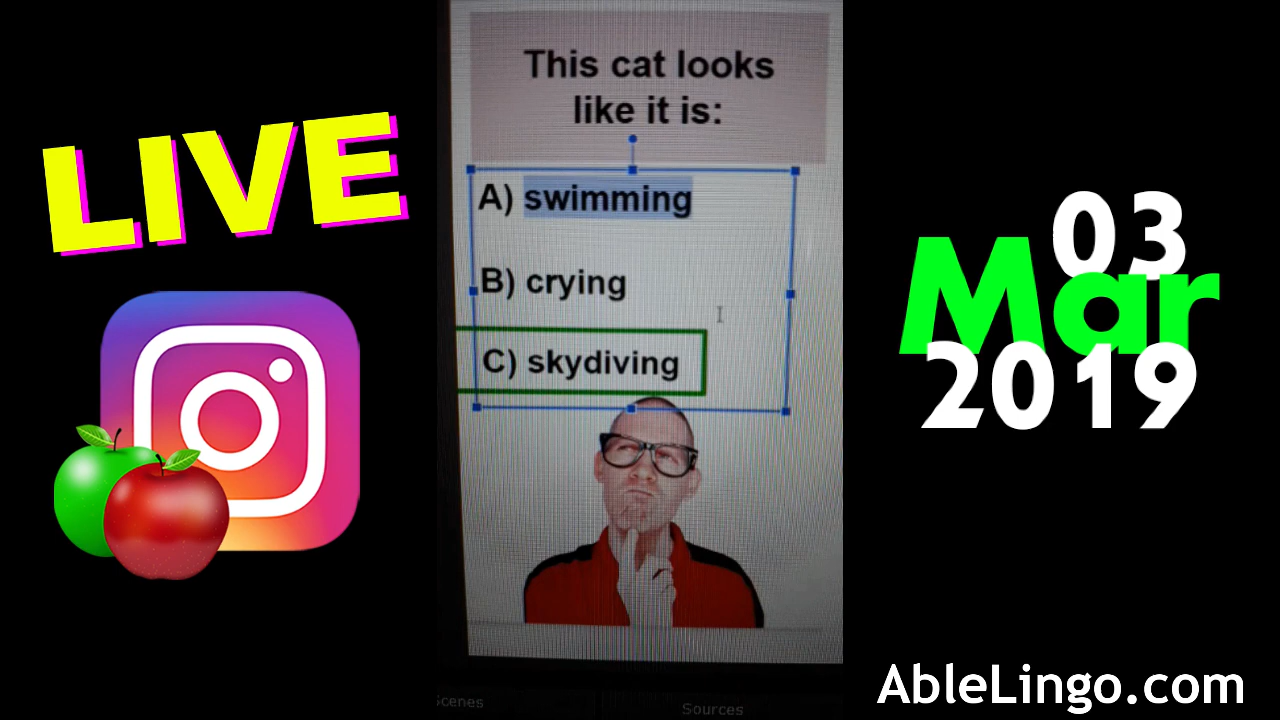 LIVE
This cat looks
like it is:
A) swimming
B) crying
C) skydiving
03
Mar
2019
AbleLingo.com
Scenes
Sources